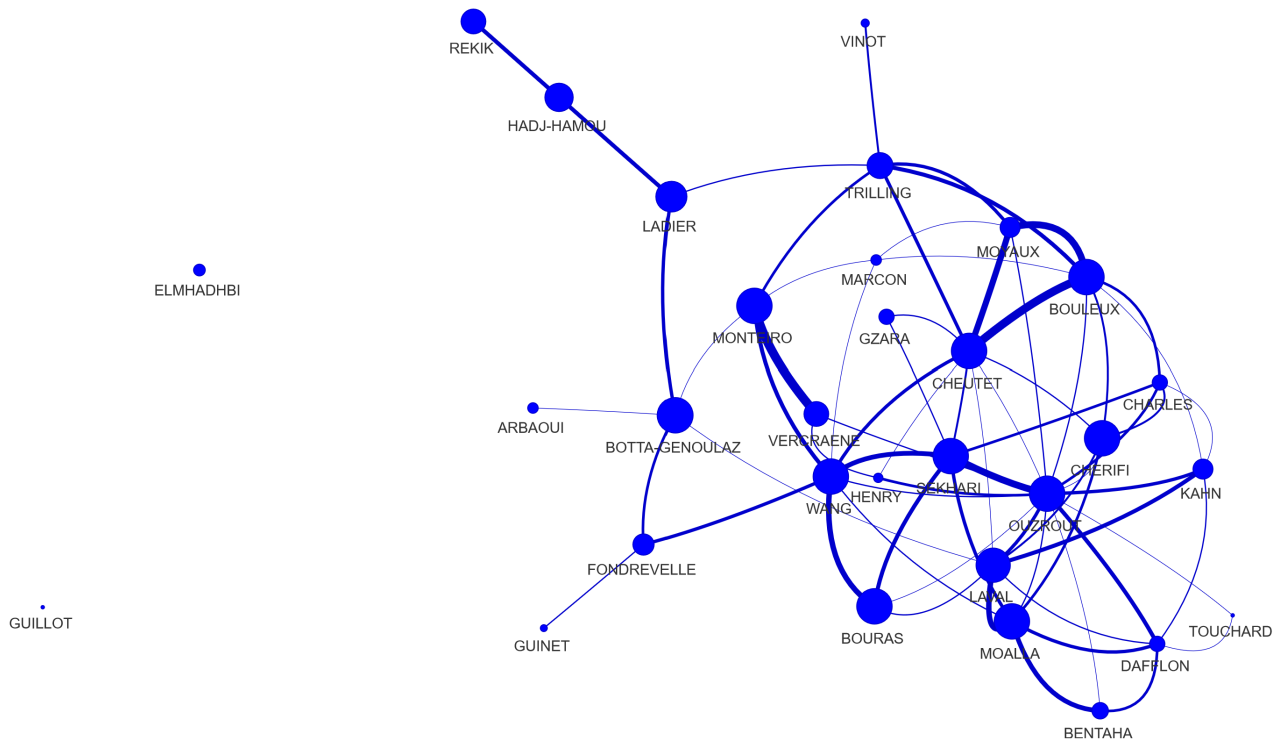 REKIK
VINOT
HADJ-HAMOU
TRILLING
LADIER
MOYAUX
MARCON
ELMHADHBI
BOULEUX
MONTEIRO
GZARA
CHEUTET
CHARLES
ARBAOUI
VERCRAENE
BOTTA-GENOULAZ
CHERIFI
SEKHARI
KAHN
HENRY
WANG
OUZROUT
FONDREVELLE
LAVAL
GUILLOT
TOUCHARD
BOURAS
GUINET
MOALLA
DAFFLON
BENTAHA